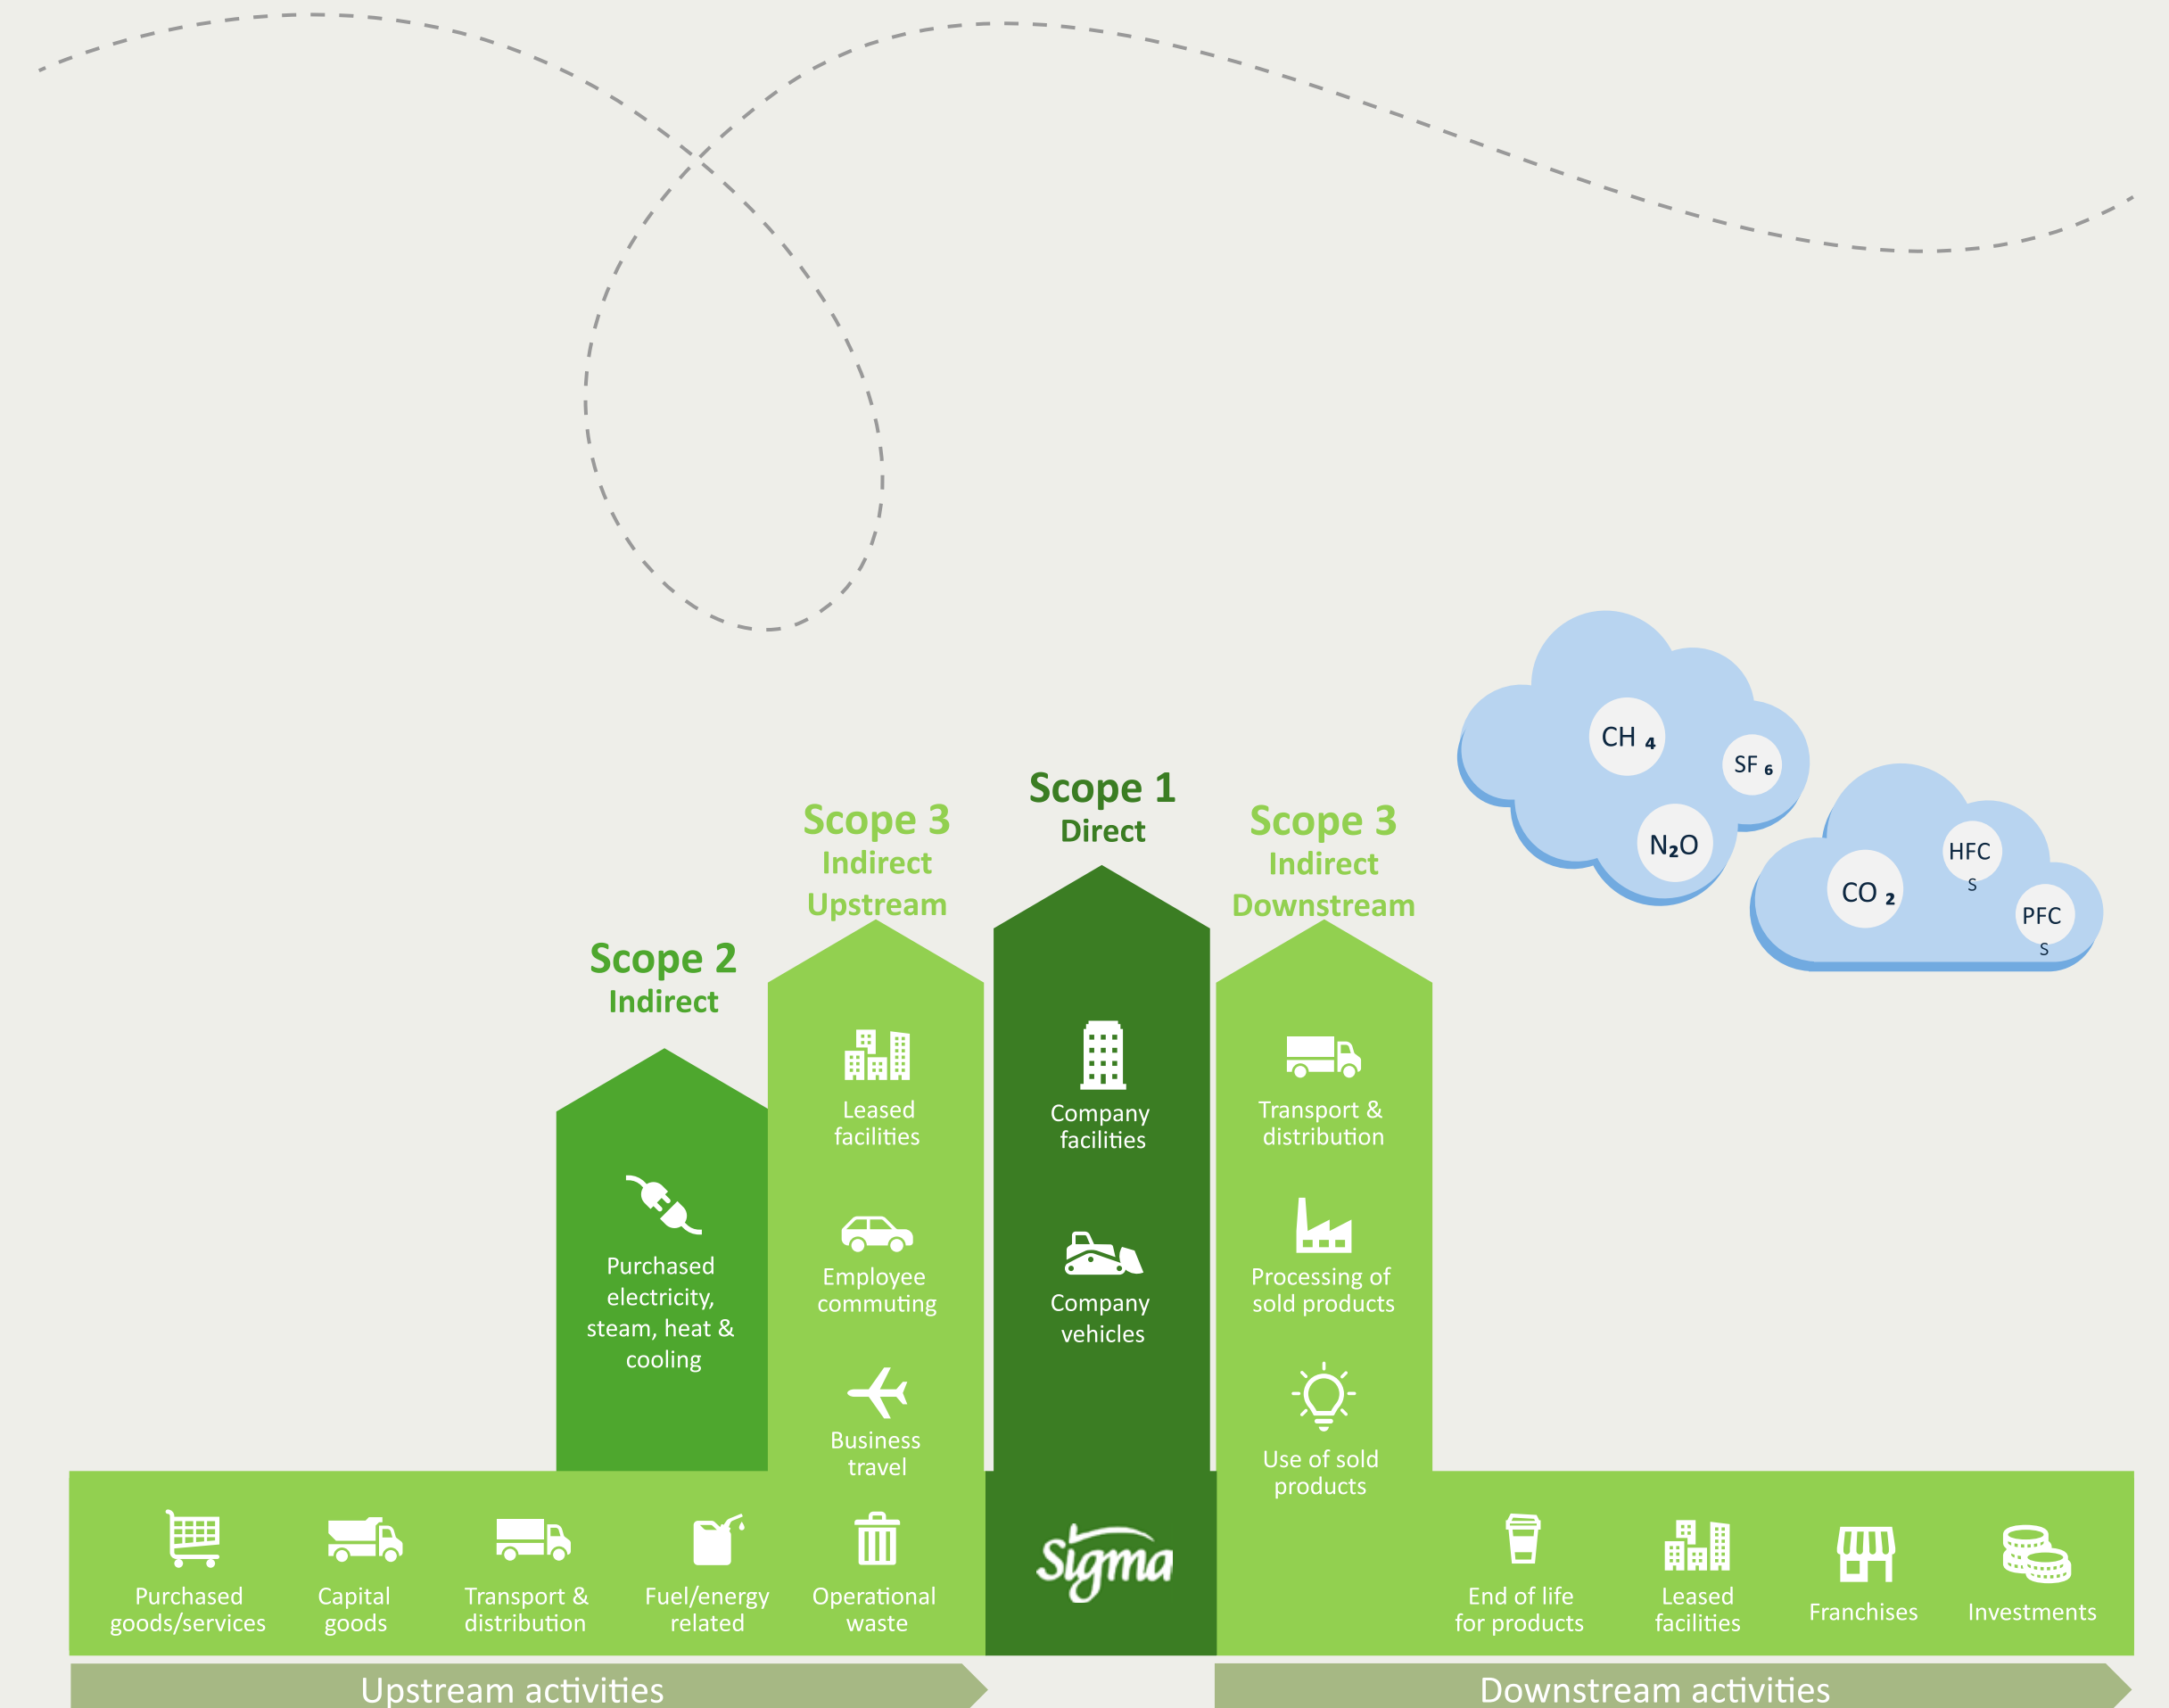 CH ₄
SF ₆
N₂O
HFC
S
CO ₂
PFC
S
Scope 1
Direct
Scope 3
Indirect
Upstream
Scope 3
Indirect
Downstream
Scope 2
Indirect
Leased
facilities
Company
facilities
Transport &
distribution
Purchased
electricity,
steam, heat &
cooling
Employee
commuting
Company
vehicles
Processing of
sold products
Business
travel
Use of sold
products
Sigma
Purchased
goods/services
Capital
goods
Transport &
distribution
Fuel/energy
related
Operational
waste
End of life
for products
Leased
facilities
Franchises
Investments
Upstream activities
Downstream activities